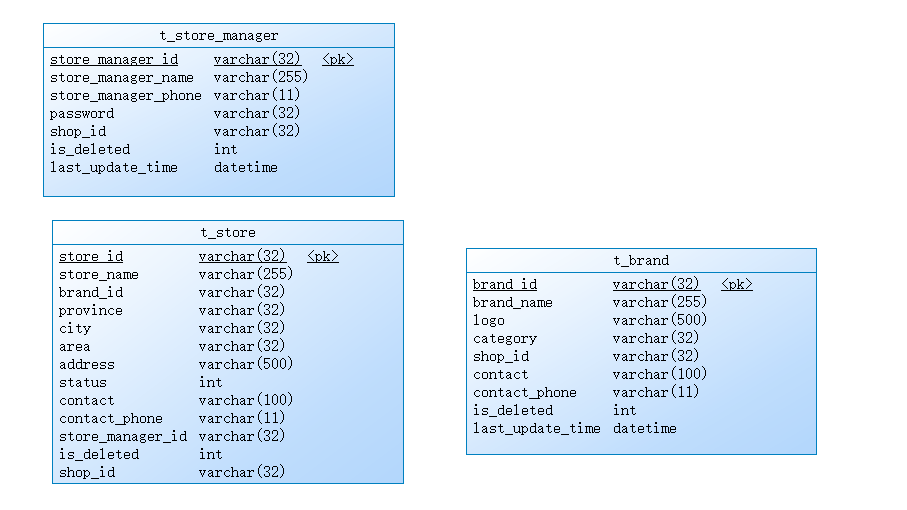 t_store_manager
store_manager_id varchar(32) <pk>
store_manager_name varchar(255)
store_manager_phone varchar(11)
password varchar(32)
shop_id varchar(32)
is_deleted int
last_update_time datetime
t_store
store_id varchar(32) <pk>
store_name varchar(255)
brand_id varchar(32)
province varchar(32)
city varchar(32)
area varchar(32)
address varchar(500)
status int
contact varchar(100)
contact_phone varchar(11)
store_manager_id varchar(32)
is_deleted int
shop_id varchar(32)
t_brand
brand_id varchar(32) <pk>
brand_name varchar(255)
logo varchar(500)
category varchar(32)
shop_id varchar(32)
contact varchar(100)
contact_phone varchar(11)
is_deleted int
last_update_time datetime